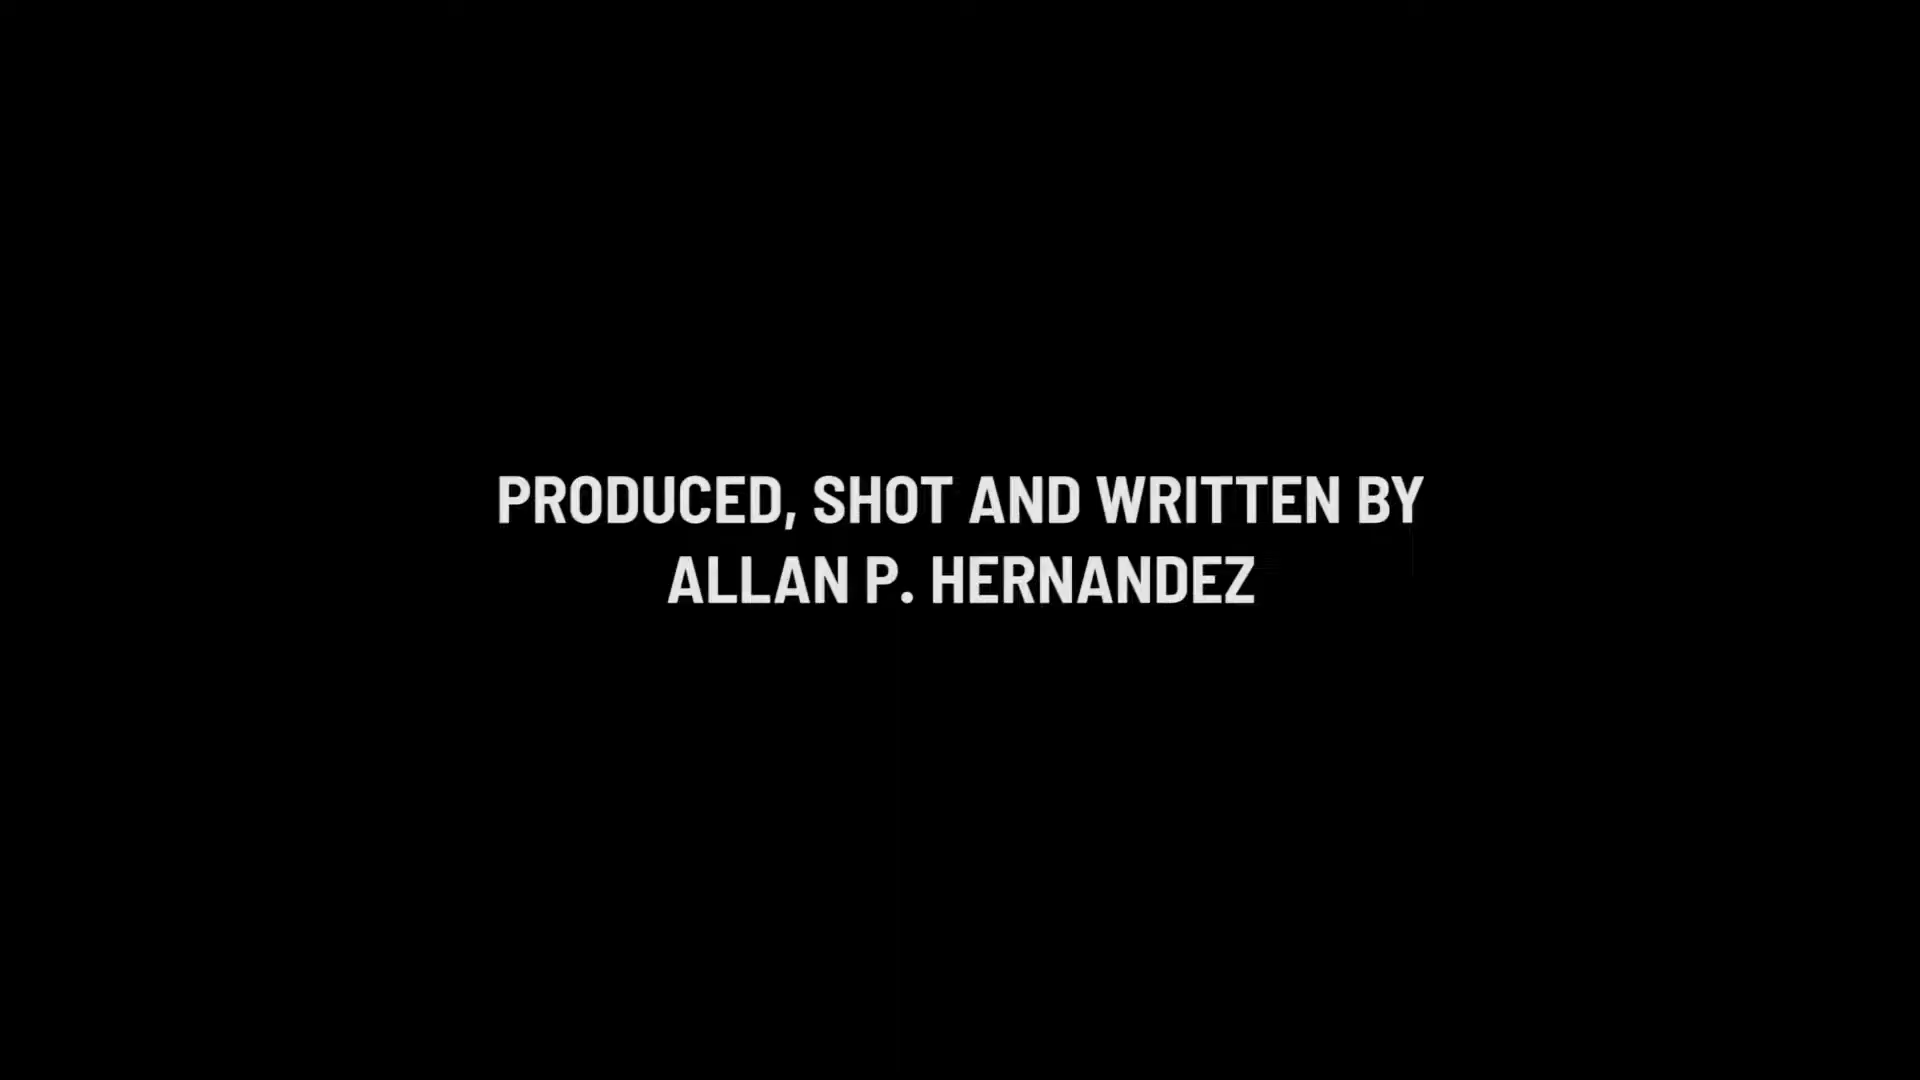 PRODUCED, SHOT AND WRITTEN BY
ALLAN P. HERNANDEZ